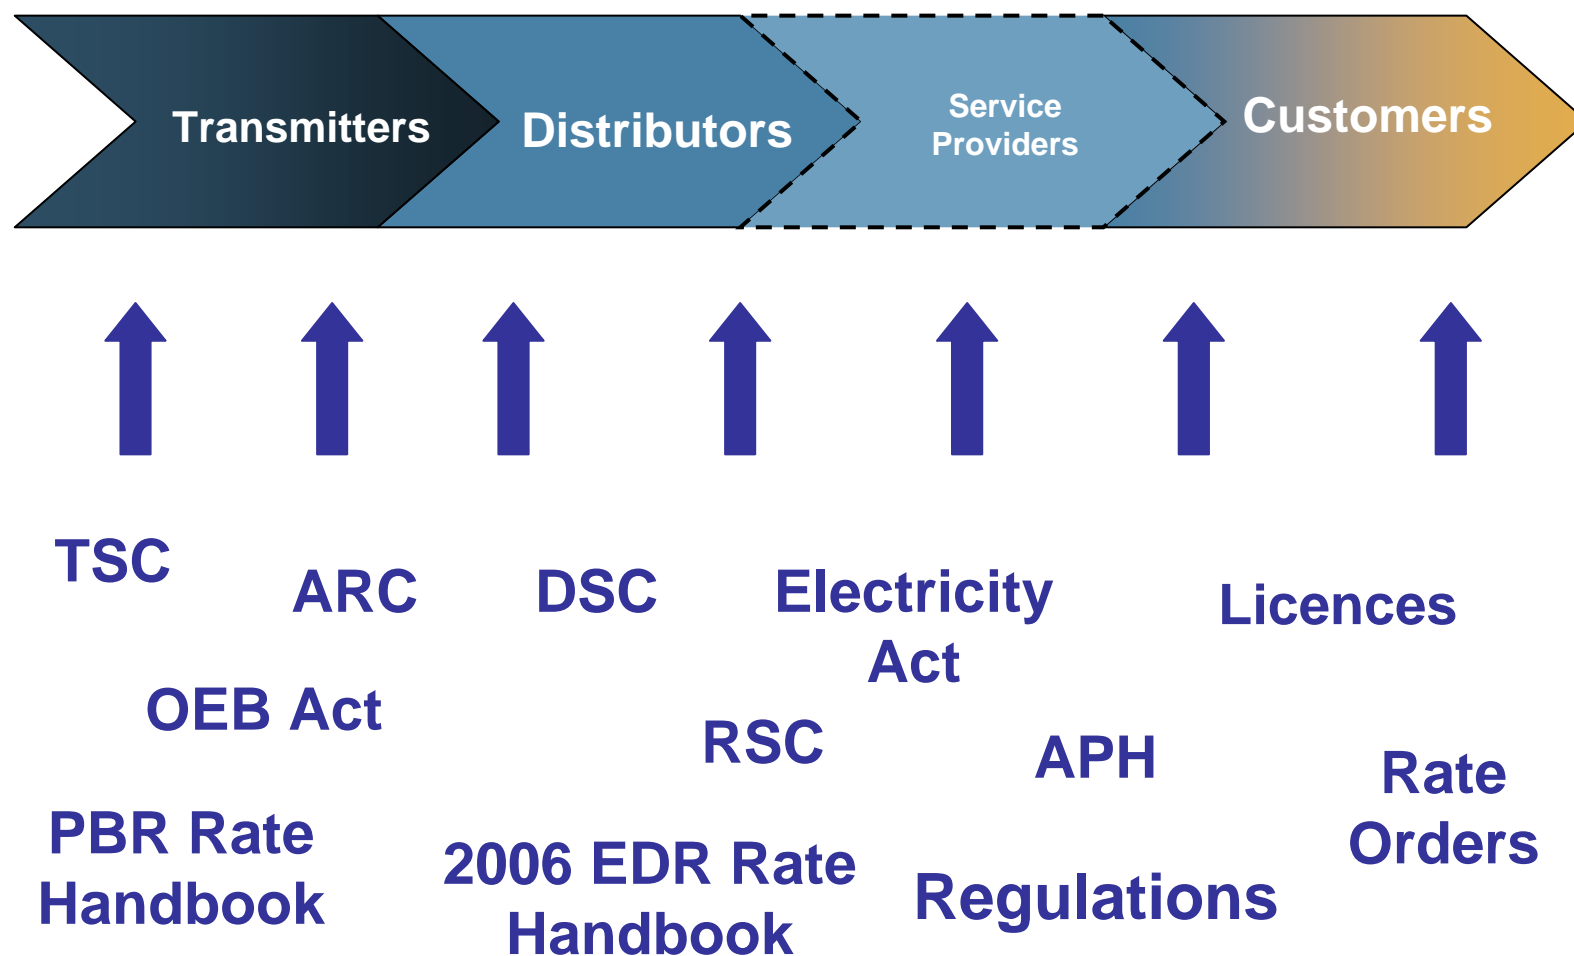 Transmitters
Distributors
Service
Providers
Customers
TSC
ARC
DSC
Electricity
Act
Licences
OEB Act
RSC
APH
Rate
Orders
PBR Rate
Handbook
2006 EDR Rate
Handbook
Regulations